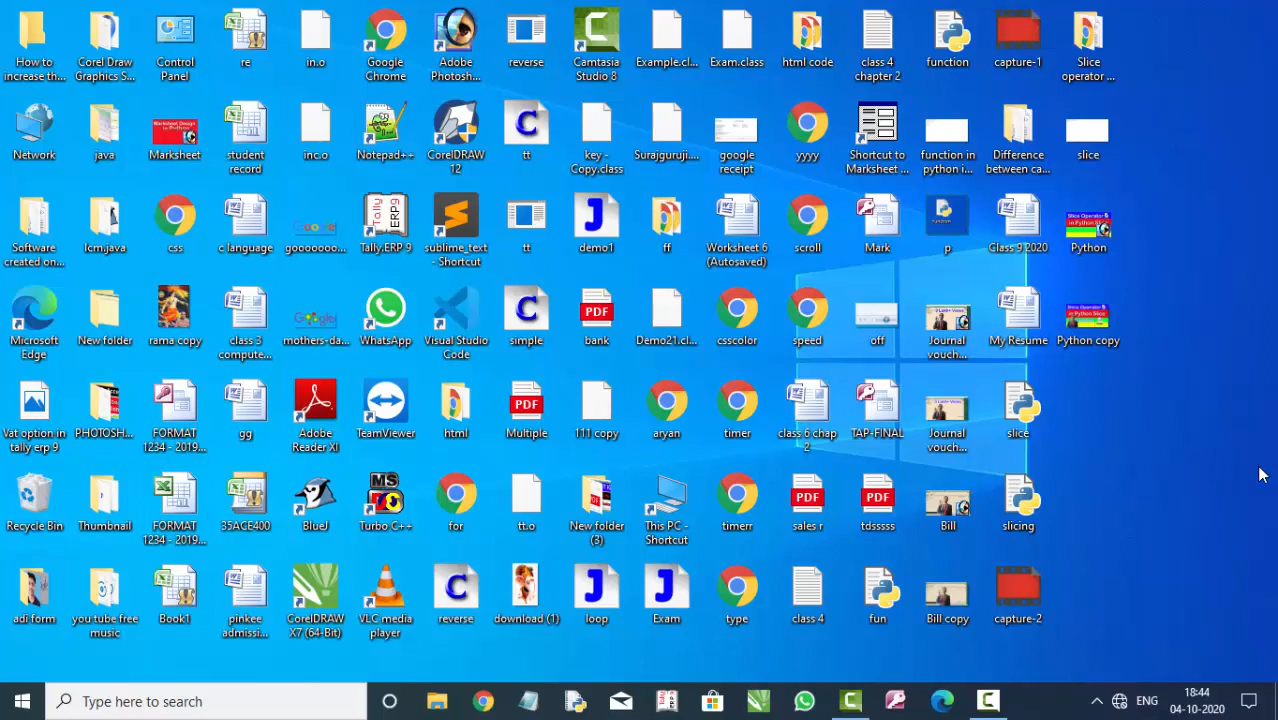 How to
increase th...
Corel Draw
Graphics S...
Control
Panel
re
in.o
Google
Chrome
Adobe
Photosh...
reverse
Camtasia
Studio 8
Example.cl...
Exam.class
html code
class 4
chapter 2
function
capture-1
Slice
operator ...
Network
java
Marksheet
student
record
inc.o
Notepad++
CorelDRAW
12
tt
key -
Copy.class
Surajguruji....
google
receipt
yyyy
Shortcut to
Marksheet ...
function in
python i...
Difference
between ca...
slice
Software
created on...
lcm.java
css
c language
gooooooo...
Tally.ERP 9
sublime_text
- Shortcut
tt
demo1
ff
Worksheet 6
(Autosaved)
scroll
Mark
p
Class 9 2020
Python
Microsoft
Edge
New folder
rama copy
class 3
compute...
mothers-da...
WhatsApp
Visual Studio
Code
simple
bank
Demo21.cl...
csscolor
speed
off
Journal
vouch...
My Resume
Python copy
Vat option in
tally erp 9
PHOTOSH...
FORMAT
1234 - 2019...
gg
Adobe
Reader XI
TeamViewer
html
Multiple
111 copy
aryan
timer
class 6 chap
2
TAP-FINAL
Journal
vouch...
slice
Recycle Bin
Thumbnail
FORMAT
1234 - 2019...
35ACE400
BlueJ
Turbo C++
for
tt.o
New folder
(3)
This PC -
Shortcut
timerr
sales r
tdsssss
Bill
slicing
adi form
you tube free
music
Book1
pinkee
admissi...
CorelDRAW
X7 (64-Bit)
VLC media
player
reverse
download (1)
loop
Exam
type
class 4
fun
Bill copy
capture-2
Type here to search
ENG
18:44
04-10-2020